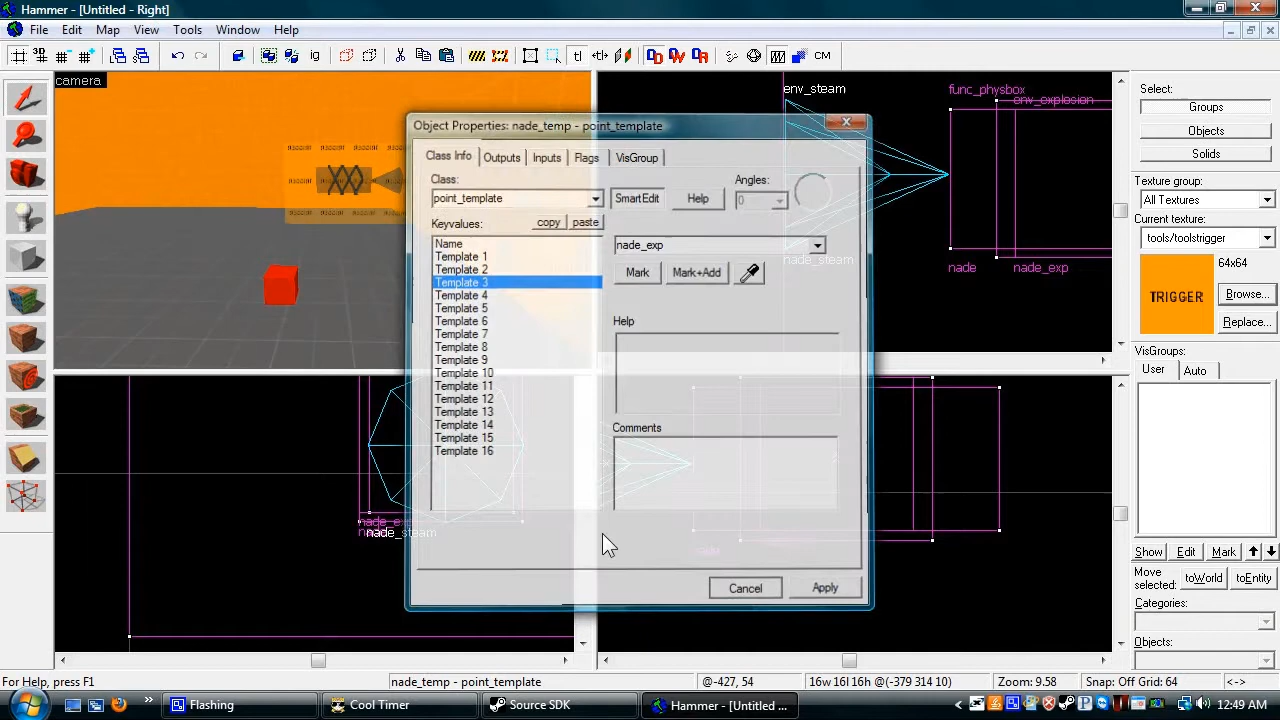 Hammer - [Untitled - Right]
File Edit Map View Tools Window Help
camera
env_steam
func_physbox
env_explosion
nade_steam
nade
nade_exp
Object Properties: nade_temp - point_template
Class Info Outputs Inputs Flags VisGroup
Class:
point_template
SmartEdit Help
Angles:
0
Keyvalues: copy paste
Name
Template 1
Template 2
Template 3
Template 4
Template 5
Template 6
Template 7
Template 8
Template 9
Template 10
Template 11
Template 12
Template 13
Template 14
Template 15
Template 16
nade_exp
Mark Mark+Add
Help
Comments
Cancel Apply
nade_steam
Select:
Groups
Objects
Solids
Texture group:
All Textures
Current texture:
tools/toolstrigger
TRIGGER
64x64
Browse...
Replace...
VisGroups:
User Auto
Show Edit Mark
Move selected:
toWorld
Categories:
Objects:
For Help, press F1
nade_temp - point_template
@-427, 54
16w 16l 16h @(-379 314 10)
Zoom: 9.58
Snap: Off Grid: 64
<->
Flashing
Cool Timer
Source SDK
Hammer - [Untitled ...
12:49 AM